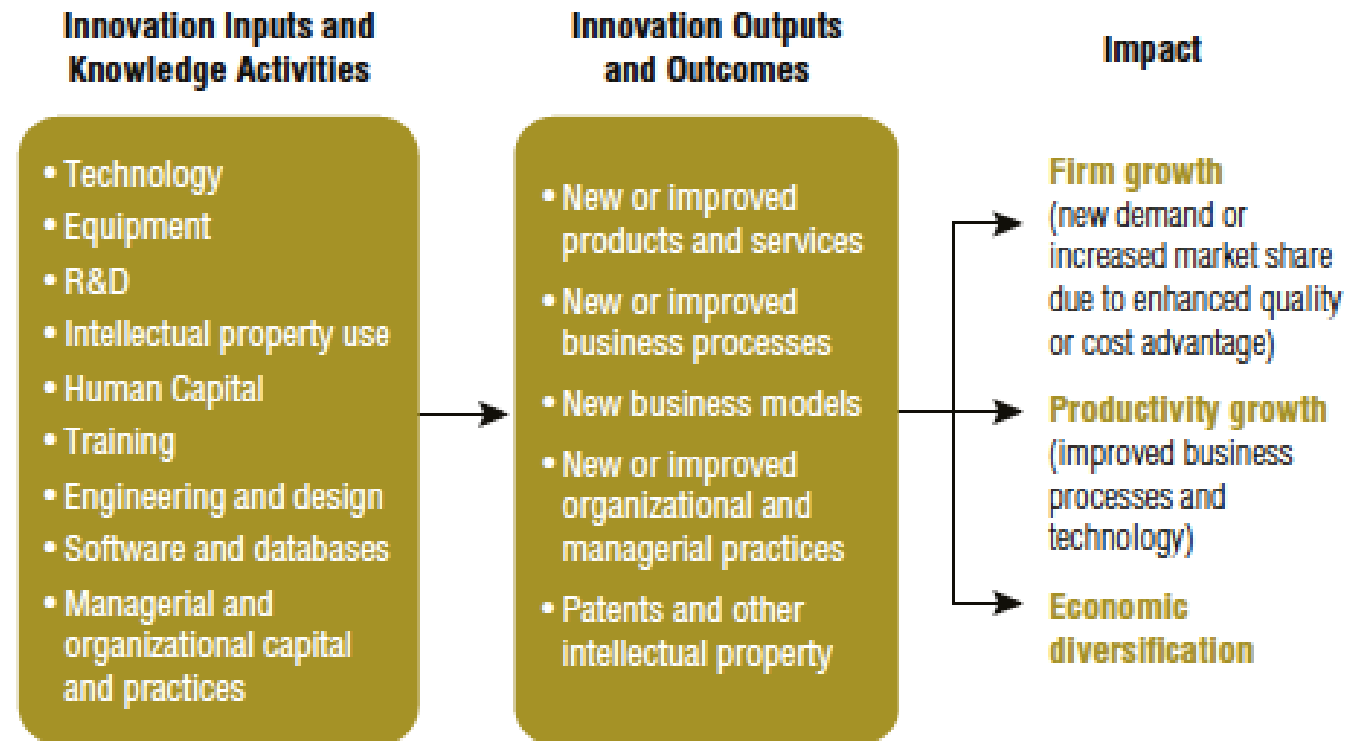 Innovation Inputs and
Knowledge Activities
• Technology
• Equipment
• R&D
• Intellectual property use
• Human Capital
• Training
• Engineering and design
• Software and databases
• Managerial and
organizational capital
and practices
Innovation Outputs
and Outcomes
• New or improved
products and services
• New or improved
business processes
• New business models
• New or improved
organizational and
managerial practices
• Patents and other
intellectual property
Impact
Firm growth
(new demand or
increased market share
due to enhanced quality
or cost advantage)
Productivity growth
(improved business
processes and
technology)
Economic
diversification